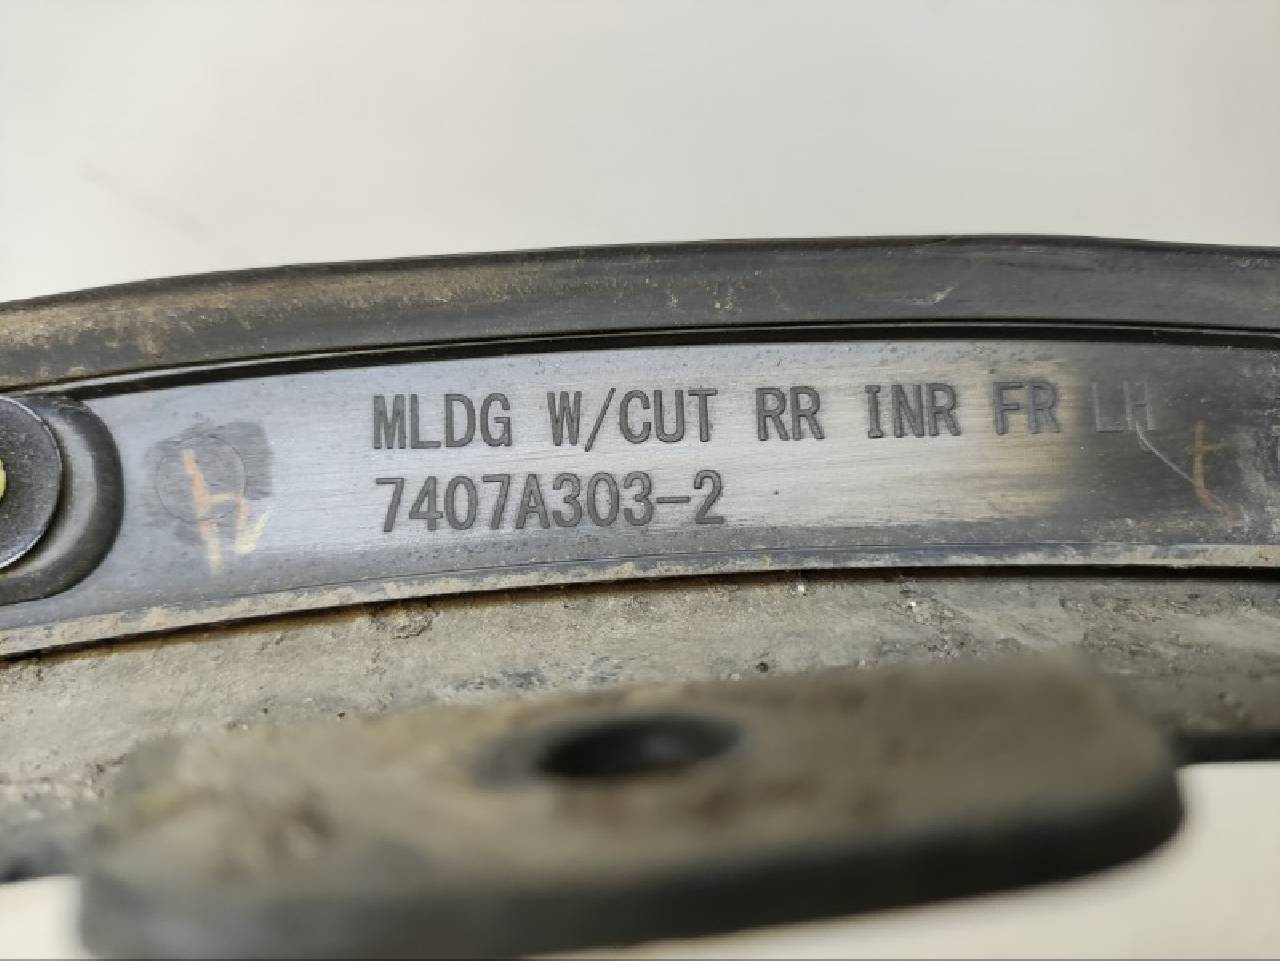 MLDG W/CUT RR INR FR LH
7407A303-2